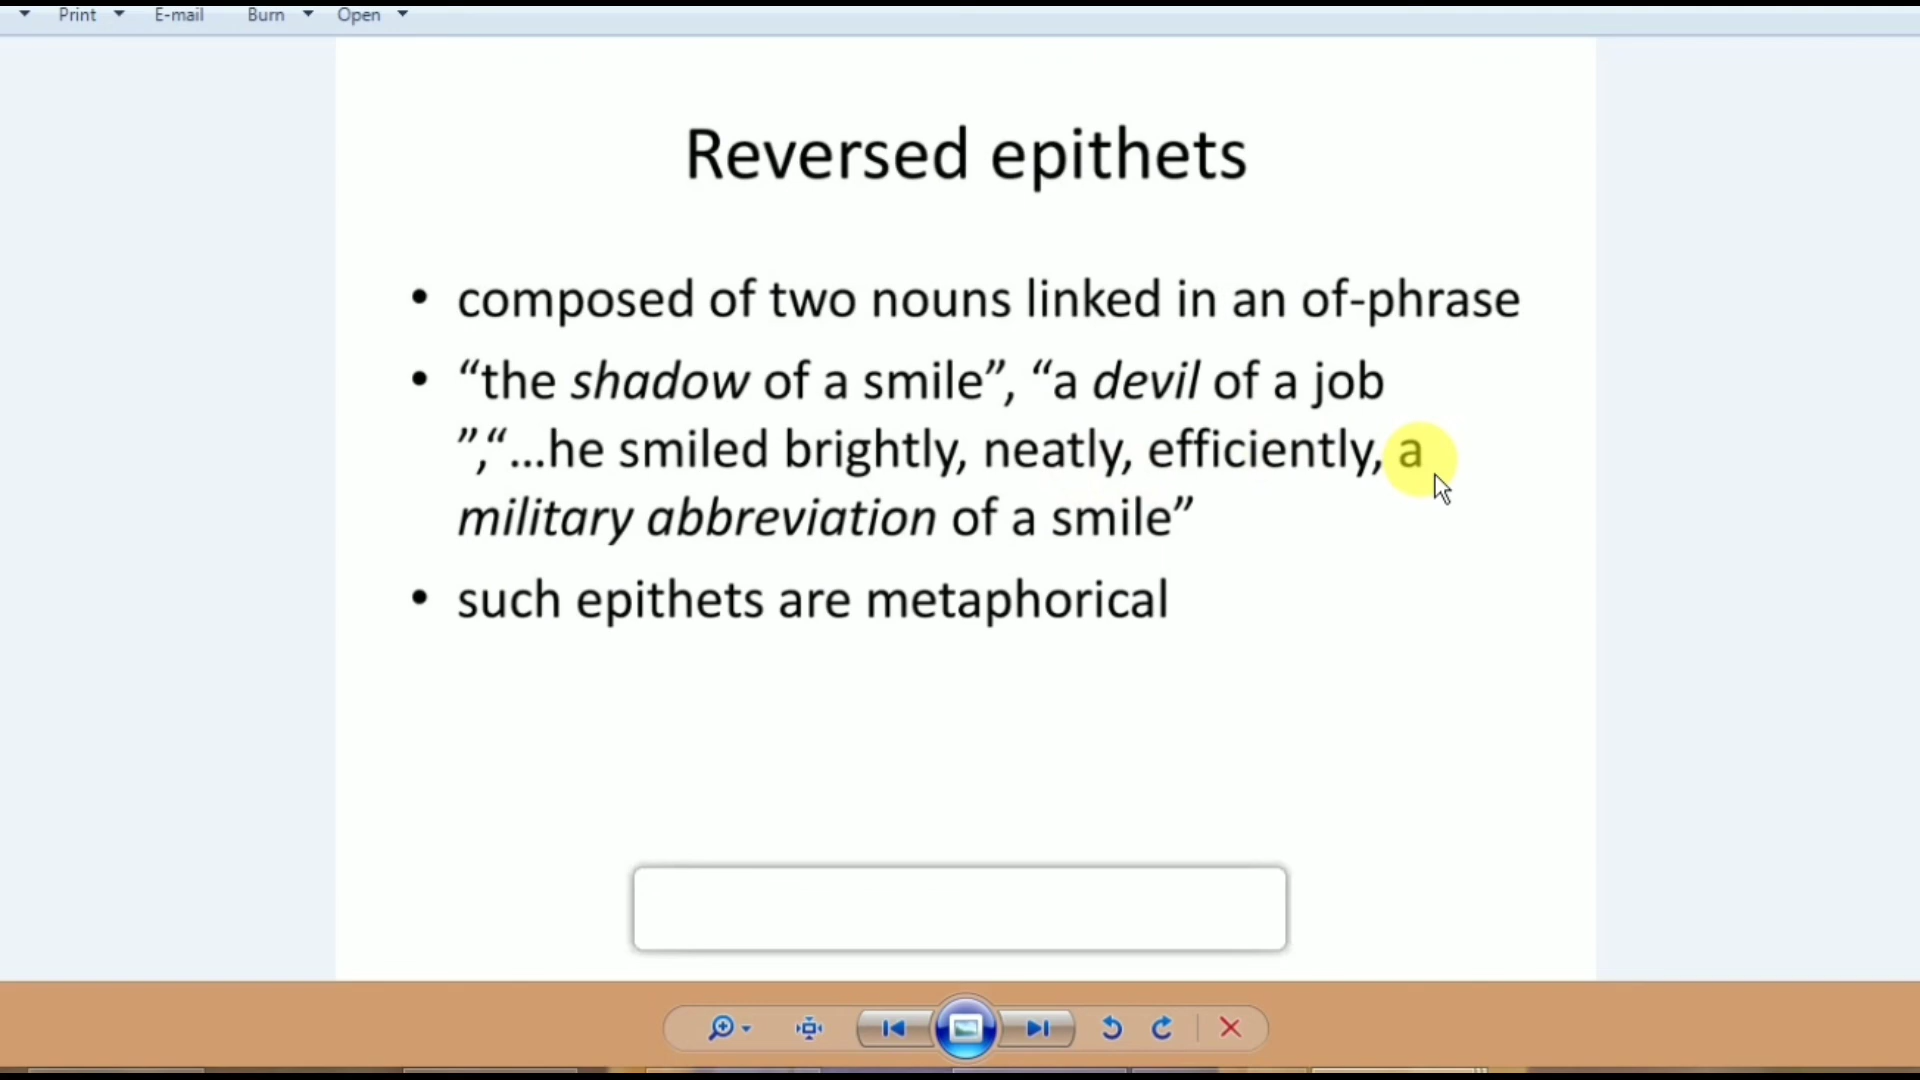 Print E-mail Burn Open
Reversed epithets
• composed of two nouns linked in an of-phrase
• “the shadow of a smile”, “a devil of a job
”,“...he smiled brightly, neatly, efficiently, a
military abbreviation of a smile”
• such epithets are metaphorical